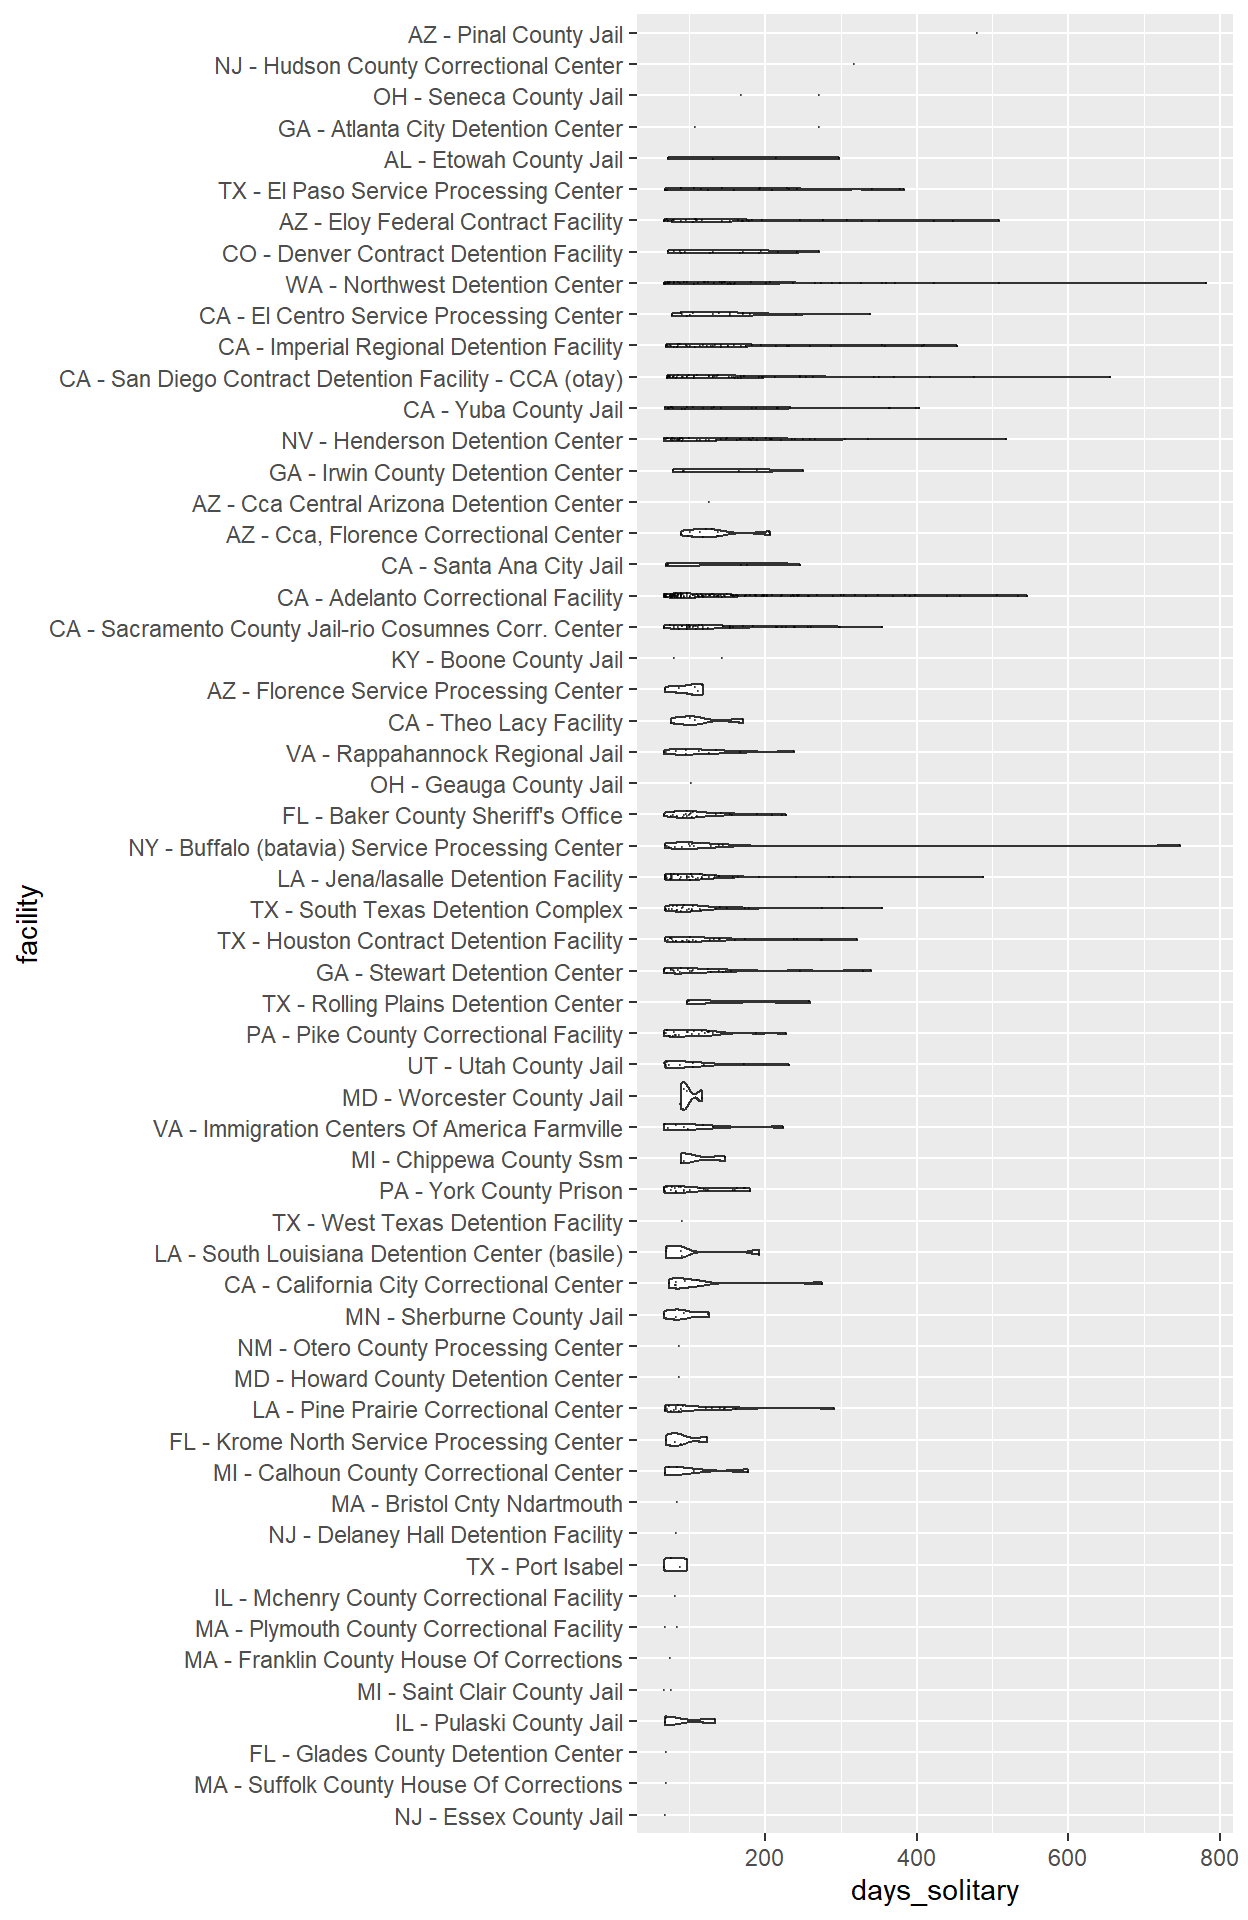 AZ - Pinal County Jail
NJ - Hudson County Correctional Center
OH - Seneca County Jail
GA - Atlanta City Detention Center
AL - Etowah County Jail
TX - El Paso Service Processing Center
AZ - Eloy Federal Contract Facility
CO - Denver Contract Detention Facility
WA - Northwest Detention Center
CA - El Centro Service Processing Center
CA - Imperial Regional Detention Facility
CA - San Diego Contract Detention Facility - CCA (otay)
CA - Yuba County Jail
NV - Henderson Detention Center
GA - Irwin County Detention Center
AZ - Cca Central Arizona Detention Center
AZ - Cca, Florence Correctional Center
CA - Santa Ana City Jail
CA - Adelanto Correctional Facility
CA - Sacramento County Jail-rio Cosumnes Corr. Center
KY - Boone County Jail
AZ - Florence Service Processing Center
CA - Theo Lacy Facility
VA - Rappahannock Regional Jail
OH - Geauga County Jail
FL - Baker County Sheriff's Office
NY - Buffalo (batavia) Service Processing Center
LA - Jena/lasalle Detention Facility
TX - South Texas Detention Complex
TX - Houston Contract Detention Facility
GA - Stewart Detention Center
TX - Rolling Plains Detention Center
PA - Pike County Correctional Facility
UT - Utah County Jail
MD - Worcester County Jail
VA - Immigration Centers Of America Farmville
MI - Chippewa County Ssm
PA - York County Prison
TX - West Texas Detention Facility
LA - South Louisiana Detention Center (basile)
CA - California City Correctional Center
MN - Sherburne County Jail
NM - Otero County Processing Center
MD - Howard County Detention Center
LA - Pine Prairie Correctional Center
FL - Krome North Service Processing Center
MI - Calhoun County Correctional Center
MA - Bristol Cnty Ndartmouth
NJ - Delaney Hall Detention Facility
TX - Port Isabel
IL - Mchenry County Correctional Facility
MA - Plymouth County Correctional Facility
MA - Franklin County House Of Corrections
MI - Saint Clair County Jail
IL - Pulaski County Jail
FL - Glades County Detention Center
MA - Suffolk County House Of Corrections
NJ - Essex County Jail
facility
200 400 600 800
days_solitary